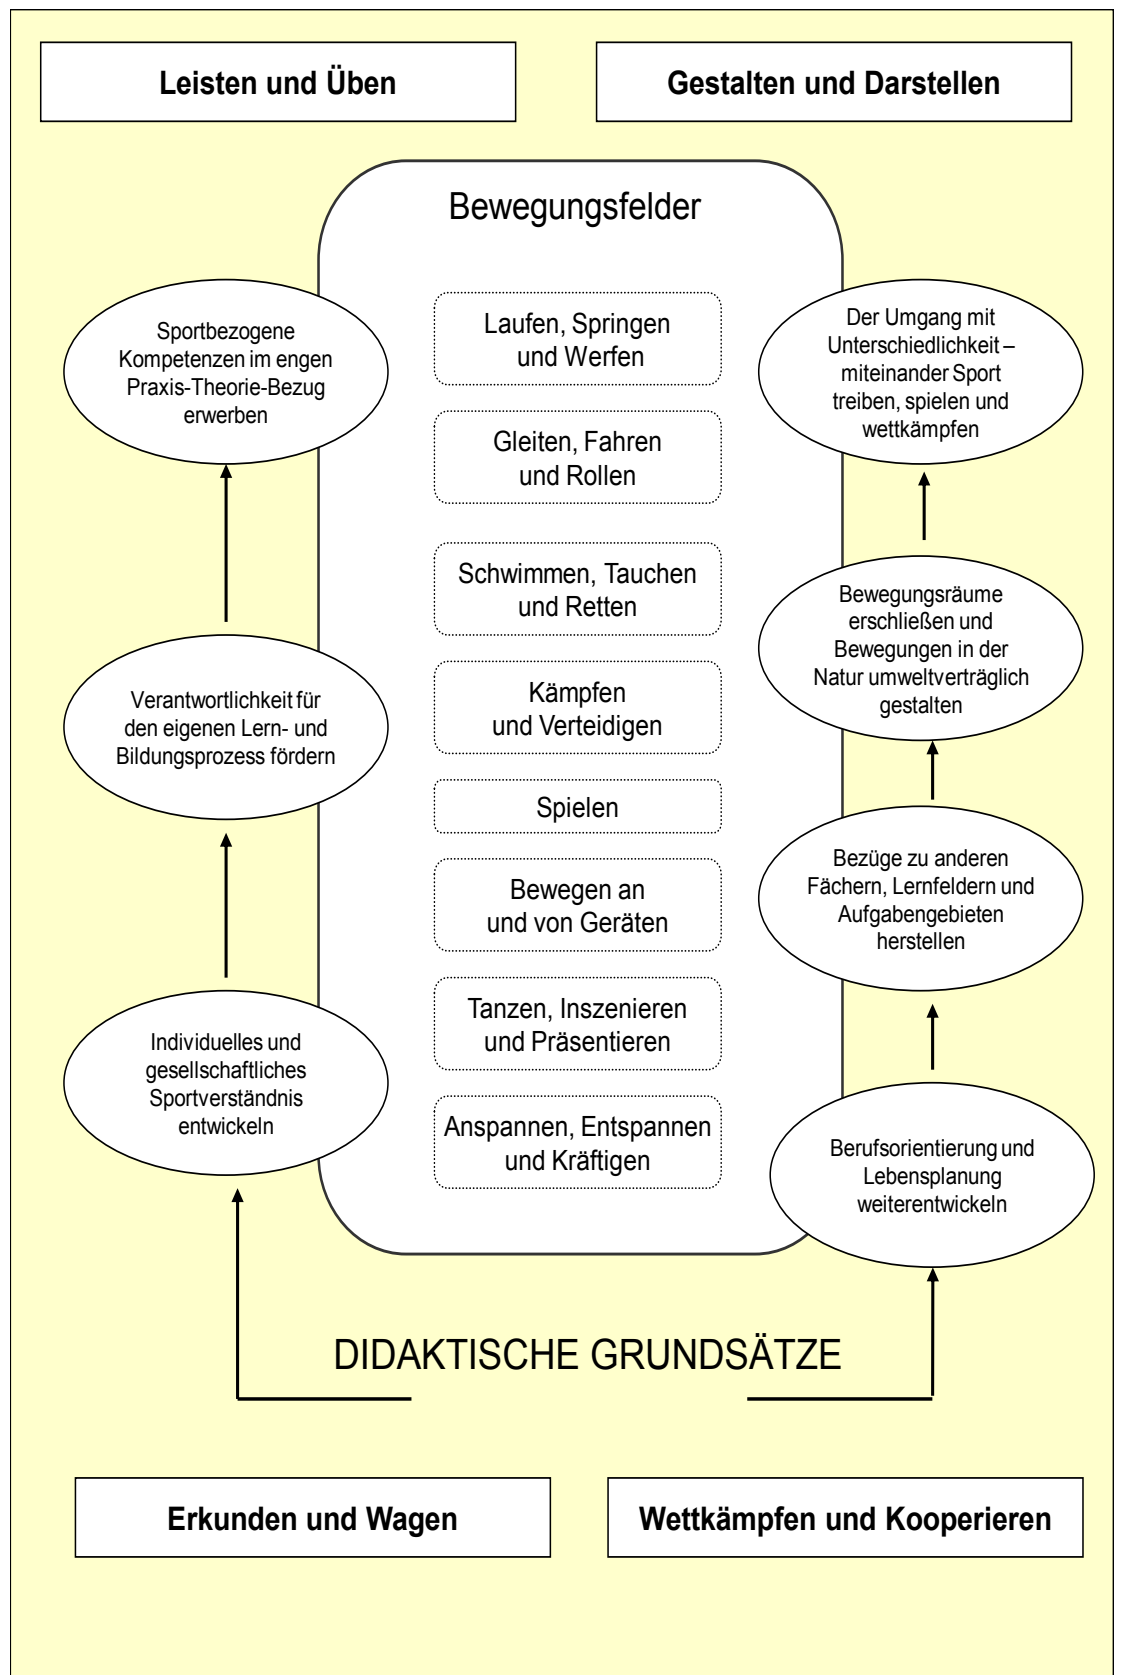 Leisten und Üben
Gestalten und Darstellen
Bewegungsfelder
Sportbezogene
Kompetenzen im engen
Praxis-Theorie-Bezug
erwerben
Verantwortlichkeit für
den eigenen Lern- und
Bildungsprozess fördern
Individuelles und
gesellschaftliches
Sportverständnis
entwickeln
Laufen, Springen
und Werfen
Gleiten, Fahren
und Rollen
Schwimmen, Tauchen
und Retten
Kämpfen
und Verteidigen
Spielen
Bewegen an
und von Geräten
Tanzen, Inszenieren
und Präsentieren
Anspannen, Entspannen
und Kräftigen
Der Umgang mit
Unterschiedlichkeit –
miteinander Sport
treiben, spielen und
wettkämpfen
Bewegungsräume
erschließen und
Bewegungen in der
Natur umweltverträglich
gestalten
Bezüge zu anderen
Fächern, Lernfeldern und
Aufgabengebieten
herstellen
Berufsorientierung und
Lebensplanung
weiterentwickeln
DIDAKTISCHE GRUNDSÄTZE
Erkunden und Wagen
Wettkämpfen und Kooperieren